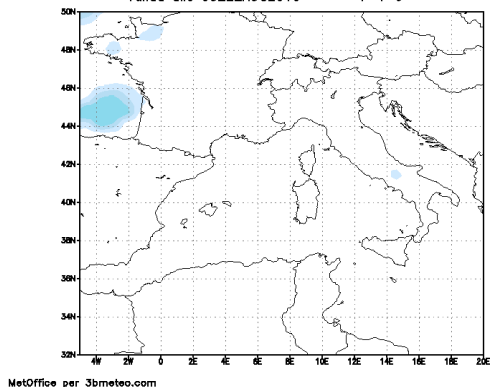 50N
48N
46N
44N
42N
40N
38N
36N
34N
32N
4W 2W 0 2E 4E 6E 8E 10E 12E 14E 16E 18E 20E
MetOffice per 3bmeteo.com